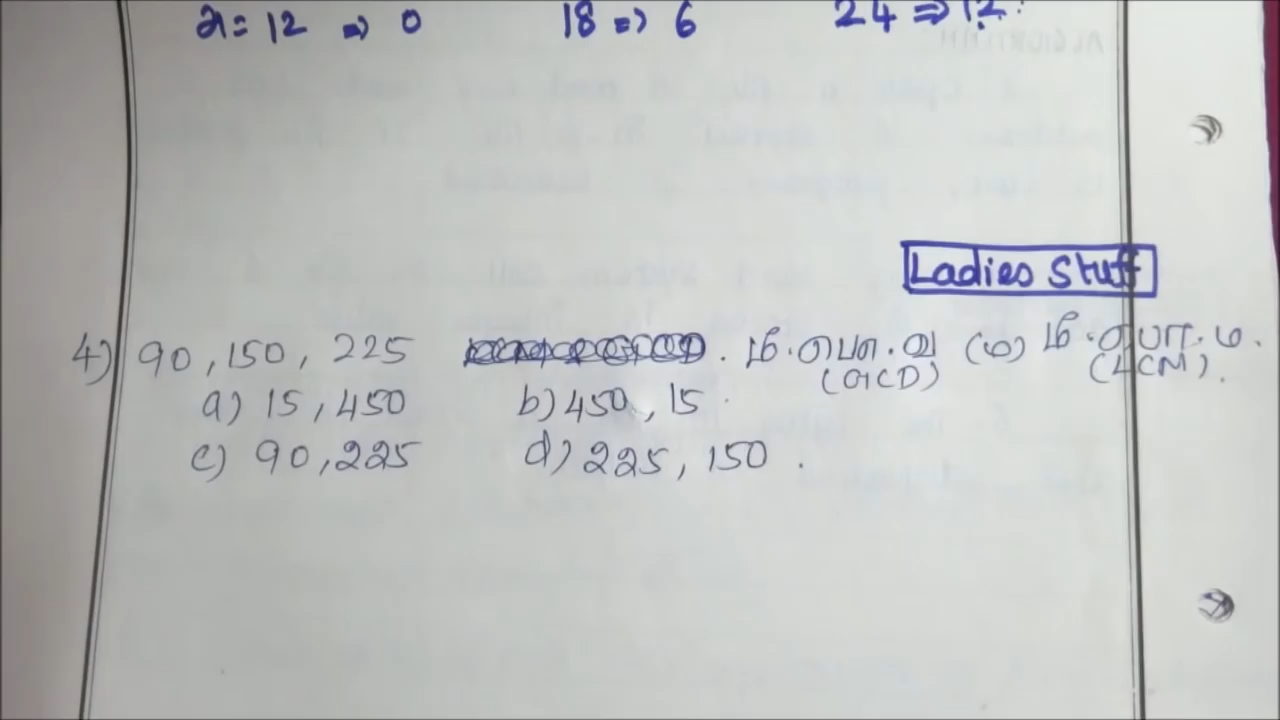 a = 12 ⇒ 0 18 ⇒ 6 24 ⇒ 12.
Ladies Stuff
4) 90, 150, 225 . மீ.பொ.வ (ம) மீ.பொ.ம.
(GCD) (LCM).
a) 15, 450 b) 450, 15.
c) 90, 225 d) 225, 150.